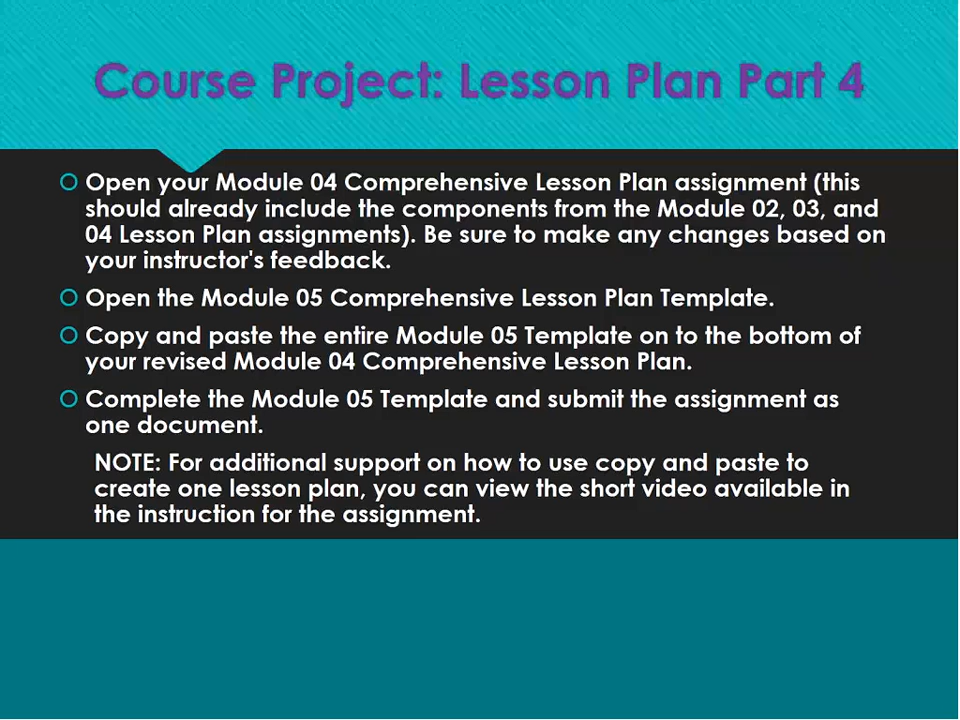 Course Project: Lesson Plan Part 4
Open your Module 04 Comprehensive Lesson Plan assignment (this
should already include the components from the Module 02, 03, and
04 Lesson Plan assignments). Be sure to make any changes based on
your instructor's feedback.
Open the Module 05 Comprehensive Lesson Plan Template.
Copy and paste the entire Module 05 Template on to the bottom of
your revised Module 04 Comprehensive Lesson Plan.
Complete the Module 05 Template and submit the assignment as
one document.
NOTE: For additional support on how to use copy and paste to
create one lesson plan, you can view the short video available in
the instruction for the assignment.